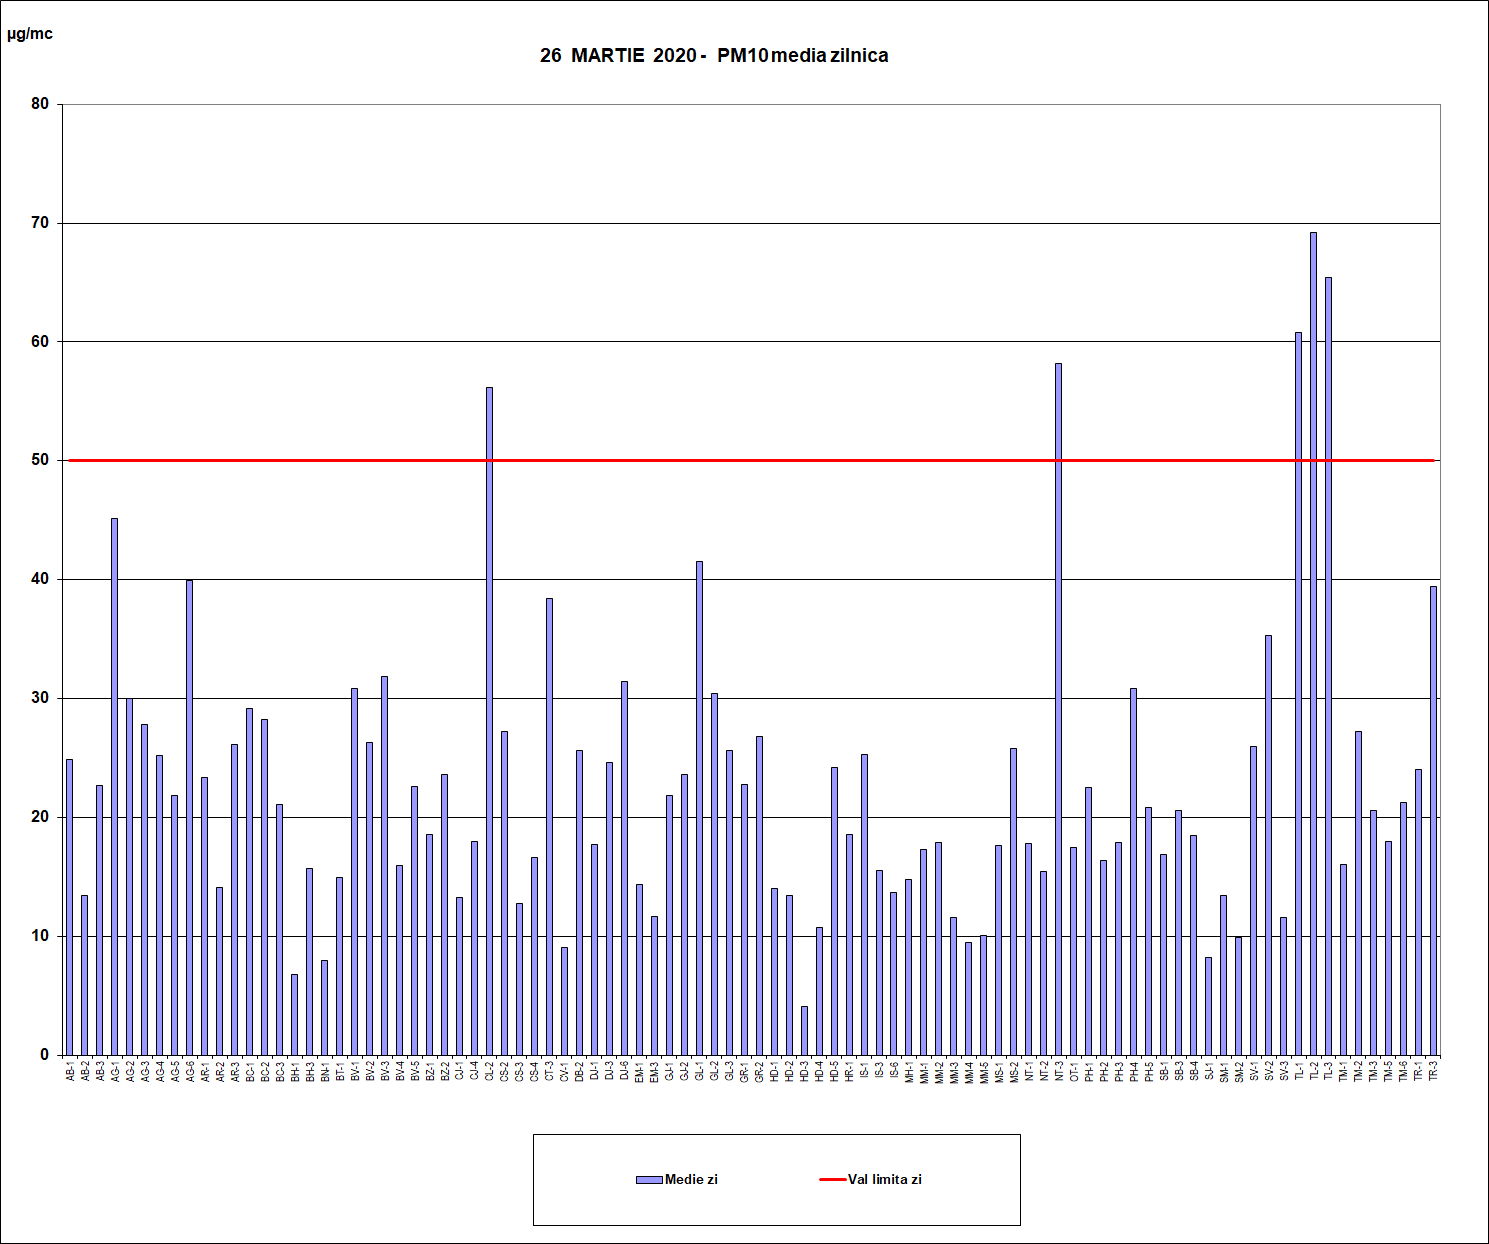 µg/mc
26 MARTIE 2020 - PM10 media zilnica
80
70
60
50
40
30
20
10
0
AB-1 AB-2 AB-3 AG-1 AG-2 AG-3 AG-4 AG-5 AG-6 AR-1 AR-2 AR-3 BC-1 BC-2 BC-3 BH-1 BH-3 BN-1 BT-1 BV-1 BV-2 BV-3 BV-4 BV-5 BZ-1 BZ-2 CJ-1 CJ-4 CL-2 CS-2 CS-3 CS-4 CT-3 CV-1 DB-2 DJ-1 DJ-3 DJ-6 EM-1 EM-3 GJ-1 GJ-2 GL-1 GL-2 GL-3 GR-1 GR-2 HD-1 HD-2 HD-3 HD-4 HD-5 HR-1 IS-1 IS-3 IS-6 MH-1 MM-1 MM-2 MM-3 MM-4 MM-5 MS-1 MS-2 NT-1 NT-2 NT-3 OT-1 PH-1 PH-2 PH-3 PH-4 PH-5 SB-1 SB-3 SB-4 SJ-1 SM-1 SM-2 SV-1 SV-2 SV-3 TL-1 TL-2 TL-3 TM-1 TM-2 TM-3 TM-5 TM-6 TR-1 TR-3
Medie zi Val limita zi